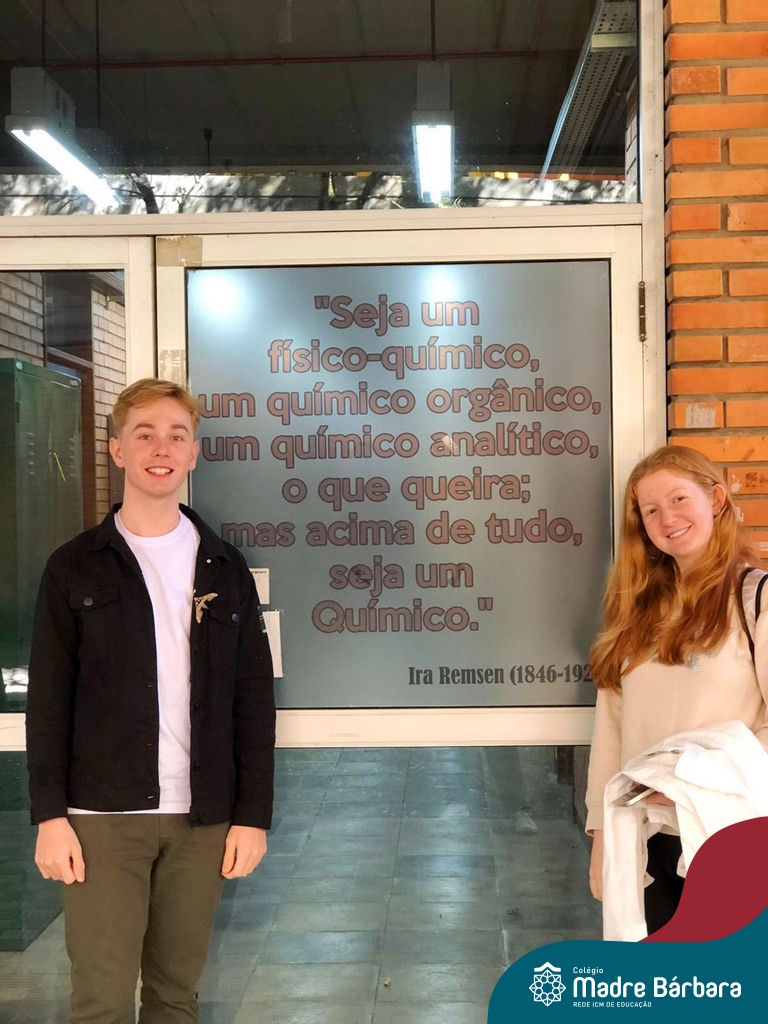 "Seja um
físico-químico,
um químico orgânico,
um químico analítico,
o que queira;
mas acima de tudo,
seja um
Químico."
Ira Remsen (1846-192
Colégio
Madre Bárbara
REDE ICM DE EDUCAÇÃO